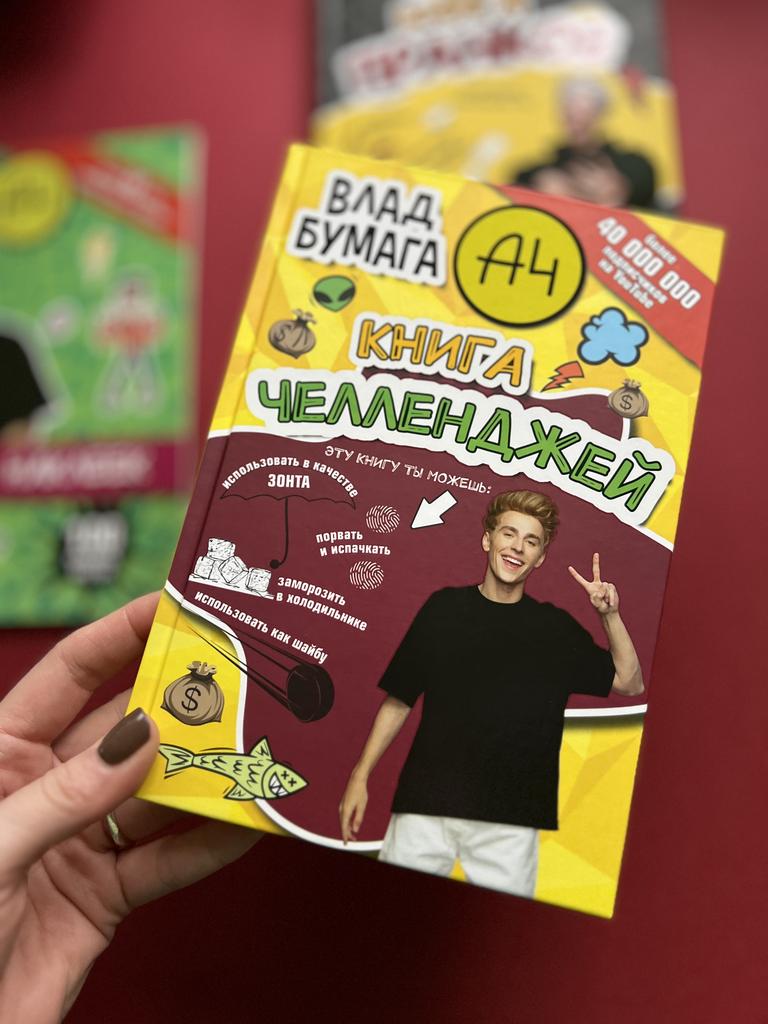 ВЛАД
БУМАГА
А4
более
40 000 000
подписчиков
на YouTube
КНИГА
ЧЕЛЛЕНДЖЕЙ
ЭТУ КНИГУ ТЫ МОЖЕШЬ:
использовать в качестве
ЗОНТА
порвать
и испачкать
заморозить
в холодильнике
использовать как шайбу
$
$
$